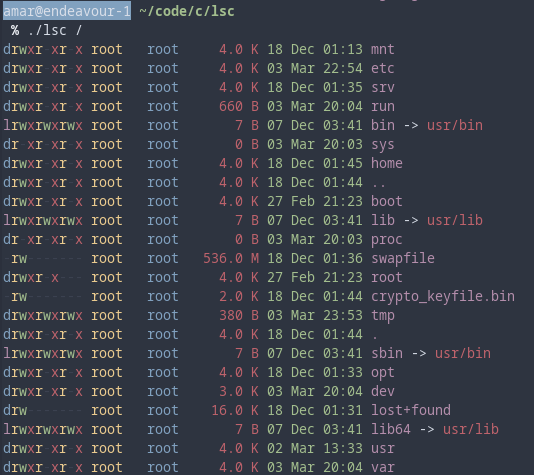 amar@endeavour-1 ~/code/c/lsc
% ./lsc /
drwxr-xr-x root root 4.0 K 18 Dec 01:13 mnt
drwxr-xr-x root root 4.0 K 03 Mar 22:54 etc
drwxr-xr-x root root 4.0 K 18 Dec 01:35 srv
drwxr-xr-x root root 660 B 03 Mar 20:04 run
lrwxrwxrwx root root 7 B 07 Dec 03:41 bin -> usr/bin
dr-xr-xr-x root root 0 B 03 Mar 20:03 sys
drwxr-xr-x root root 4.0 K 18 Dec 01:45 home
drwxr-xr-x root root 4.0 K 18 Dec 01:44 ..
drwxr-xr-x root root 4.0 K 27 Feb 21:23 boot
lrwxrwxrwx root root 7 B 07 Dec 03:41 lib -> usr/lib
dr-xr-xr-x root root 0 B 03 Mar 20:03 proc
-rw------- root root 536.0 M 18 Dec 01:36 swapfile
drwxr-x--- root root 4.0 K 27 Feb 21:23 root
-rw------- root root 2.0 K 18 Dec 01:44 crypto_keyfile.bin
drwxrwxrwx root root 380 B 03 Mar 23:53 tmp
drwxr-xr-x root root 4.0 K 18 Dec 01:44 .
lrwxrwxrwx root root 7 B 07 Dec 03:41 sbin -> usr/bin
drwxr-xr-x root root 4.0 K 18 Dec 01:33 opt
drwxr-xr-x root root 3.0 K 03 Mar 20:04 dev
drw------- root root 16.0 K 18 Dec 01:31 lost+found
lrwxrwxrwx root root 7 B 07 Dec 03:41 lib64 -> usr/lib
drwxr-xr-x root root 4.0 K 02 Mar 13:33 usr
drwxr-xr-x root root 4.0 K 03 Mar 20:04 var